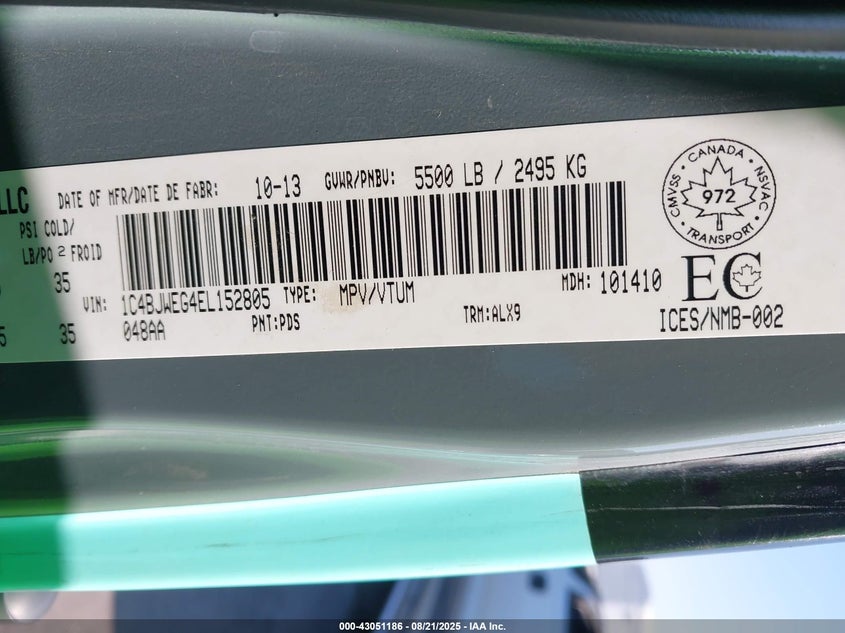 LLC DATE OF MFR/DATE DE FABR: 10-13 GVWR/PNBV: 5500 LB / 2495 KG
PSI COLD/
LB/PO 2 FROID
35
VIN: 1C4BJWEG4EL152805 TYPE: MPV/VTUM MDH: 101410
5 35 048AA PNT:PDS TRM:ALX9
CMVSS • CANADA • NSVAC • TRANSPORT •
972
EC
ICES/NMB-002
000-43051186 - 08/21/2025 - IAA Inc.